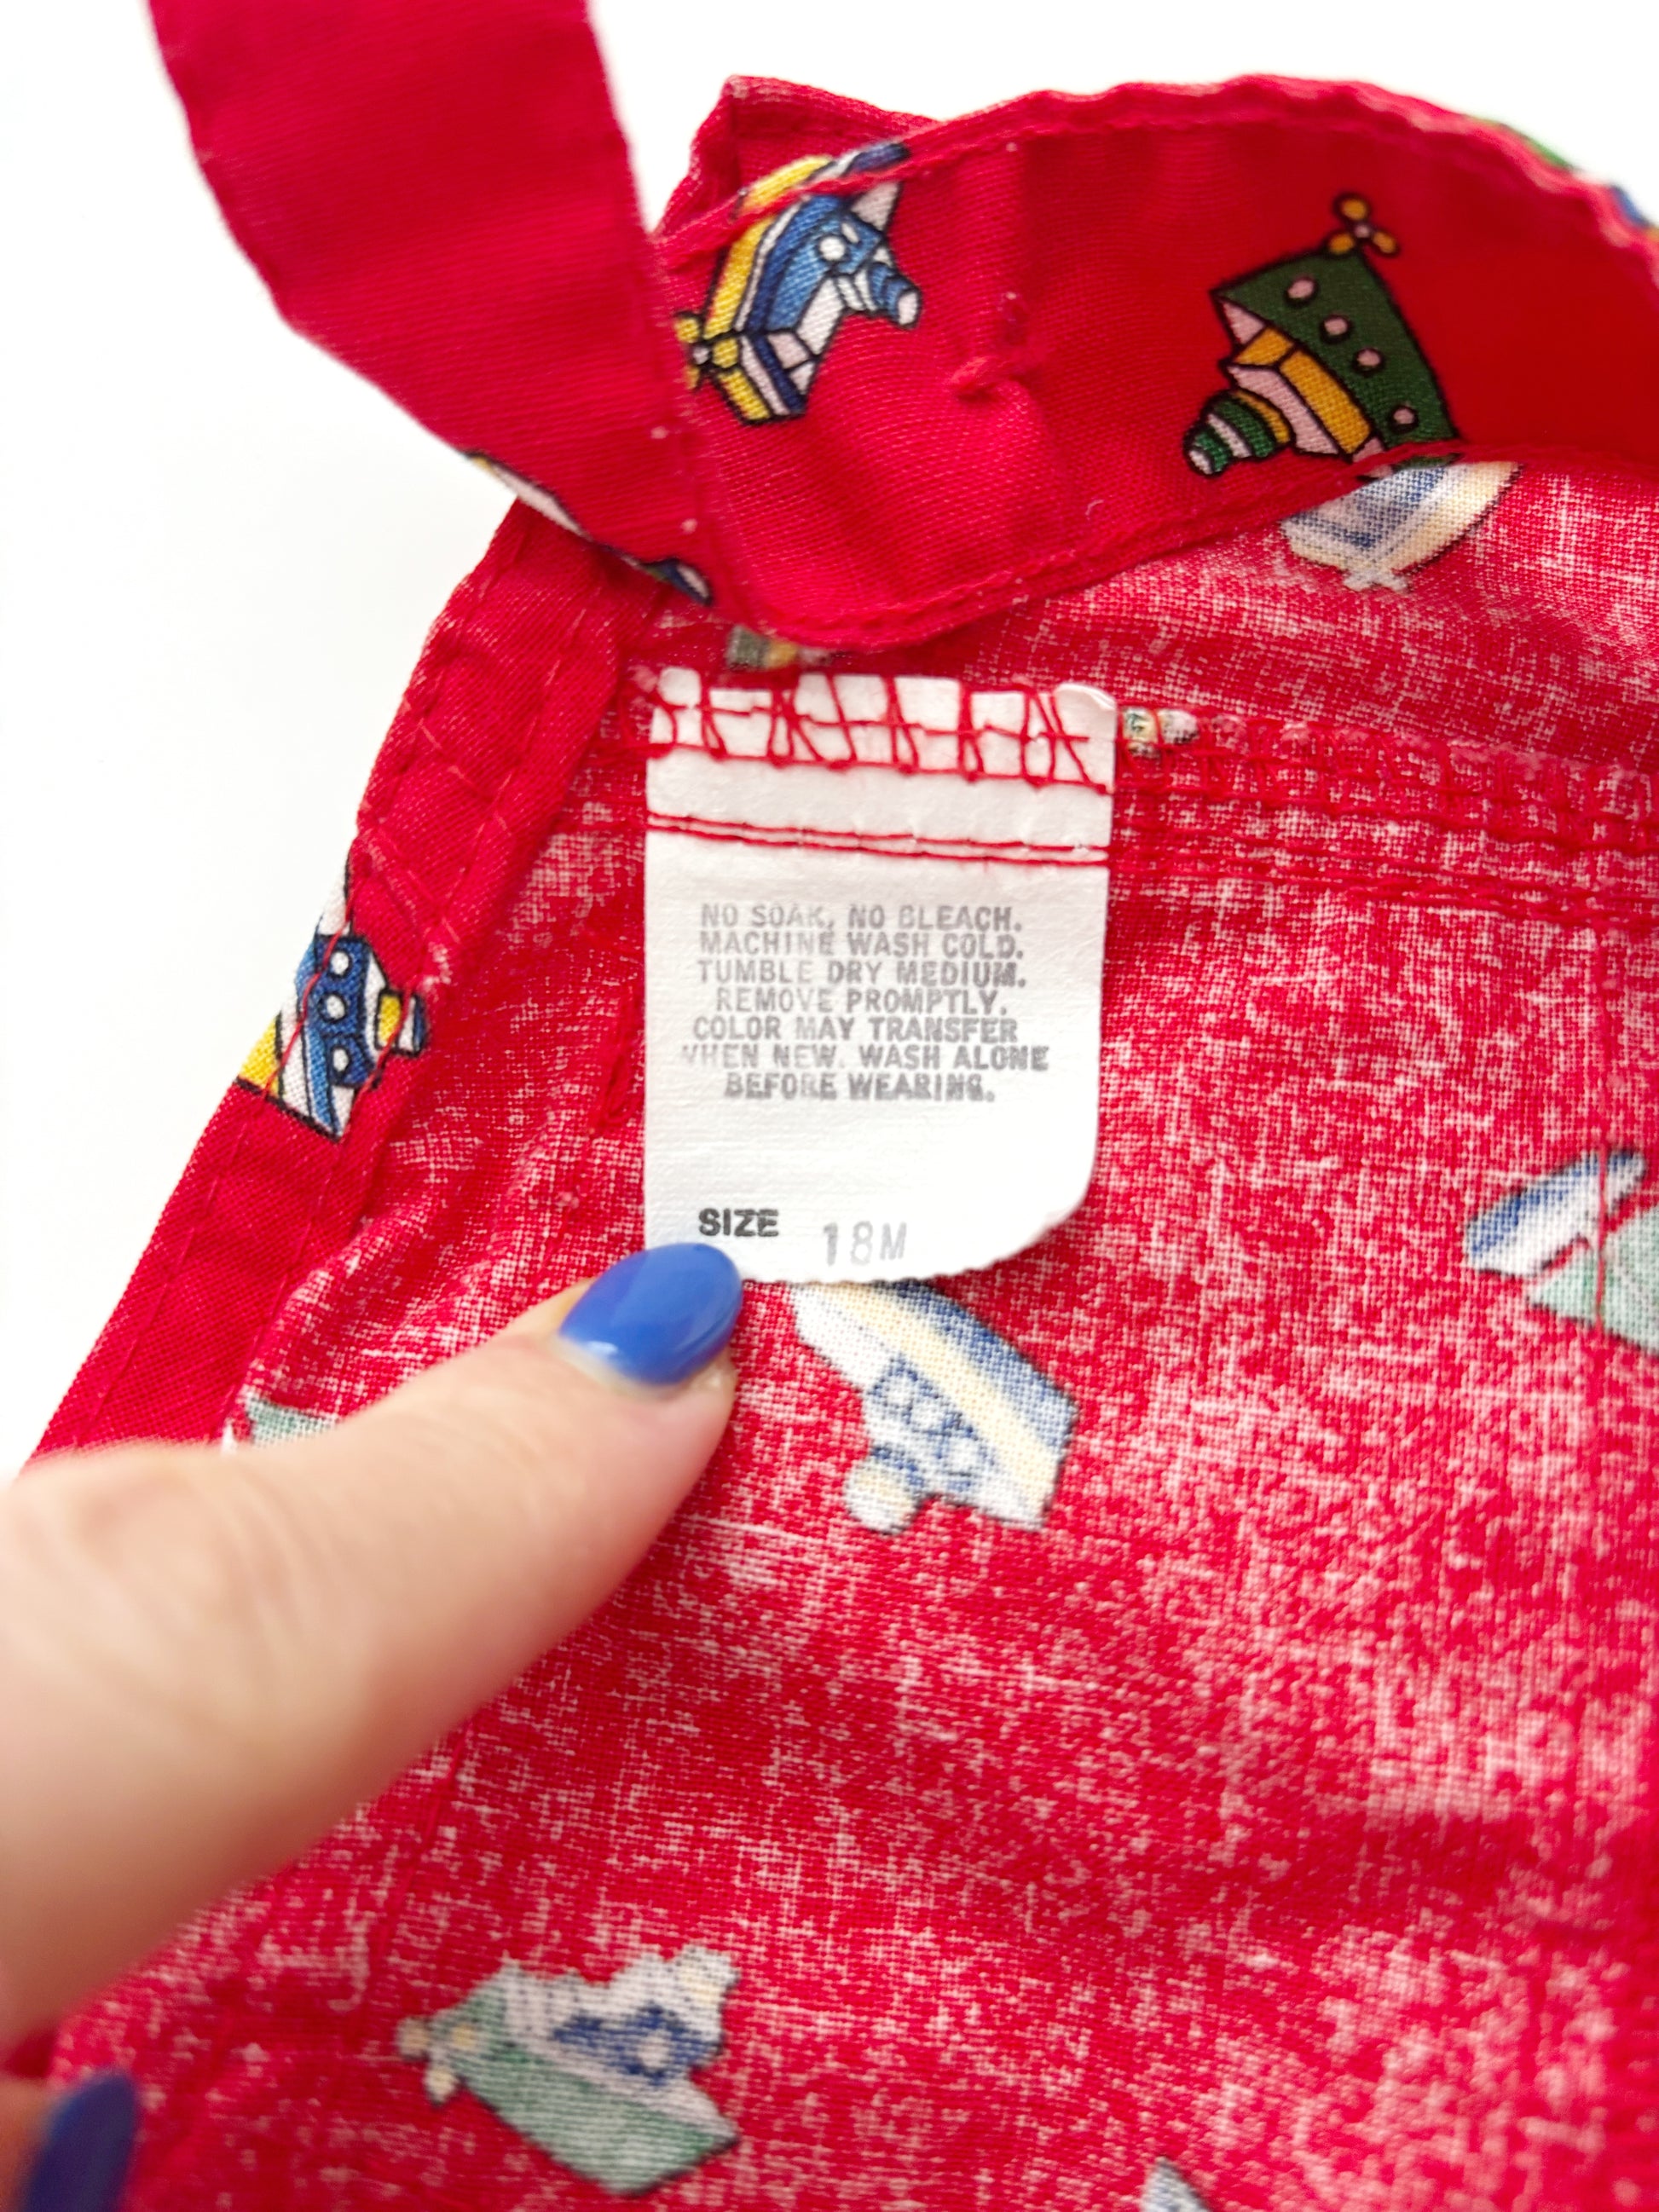 NO SOAK, NO BLEACH.
MACHINE WASH COLD.
TUMBLE DRY MEDIUM.
REMOVE PROMPTLY.
COLOR MAY TRANSFER
WHEN NEW. WASH ALONE
BEFORE WEARING.
SIZE 18M